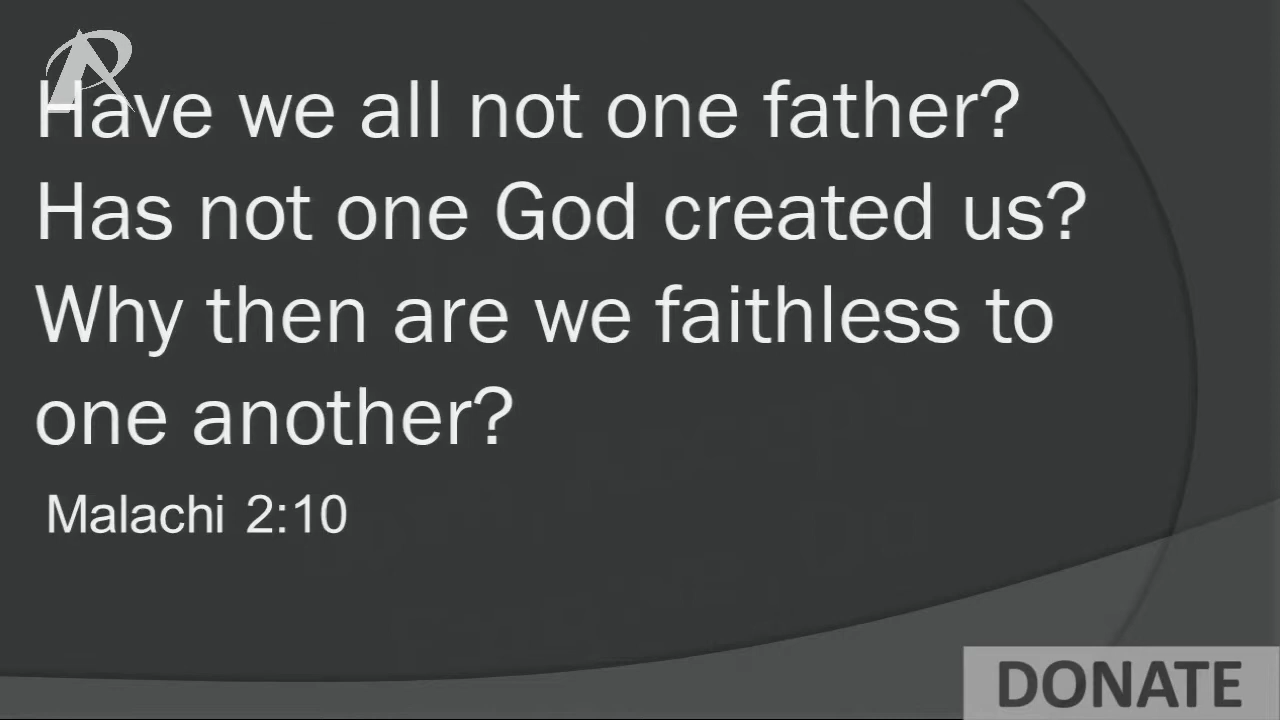 Have we all not one father?
Has not one God created us?
Why then are we faithless to
one another?
Malachi 2:10
DONATE